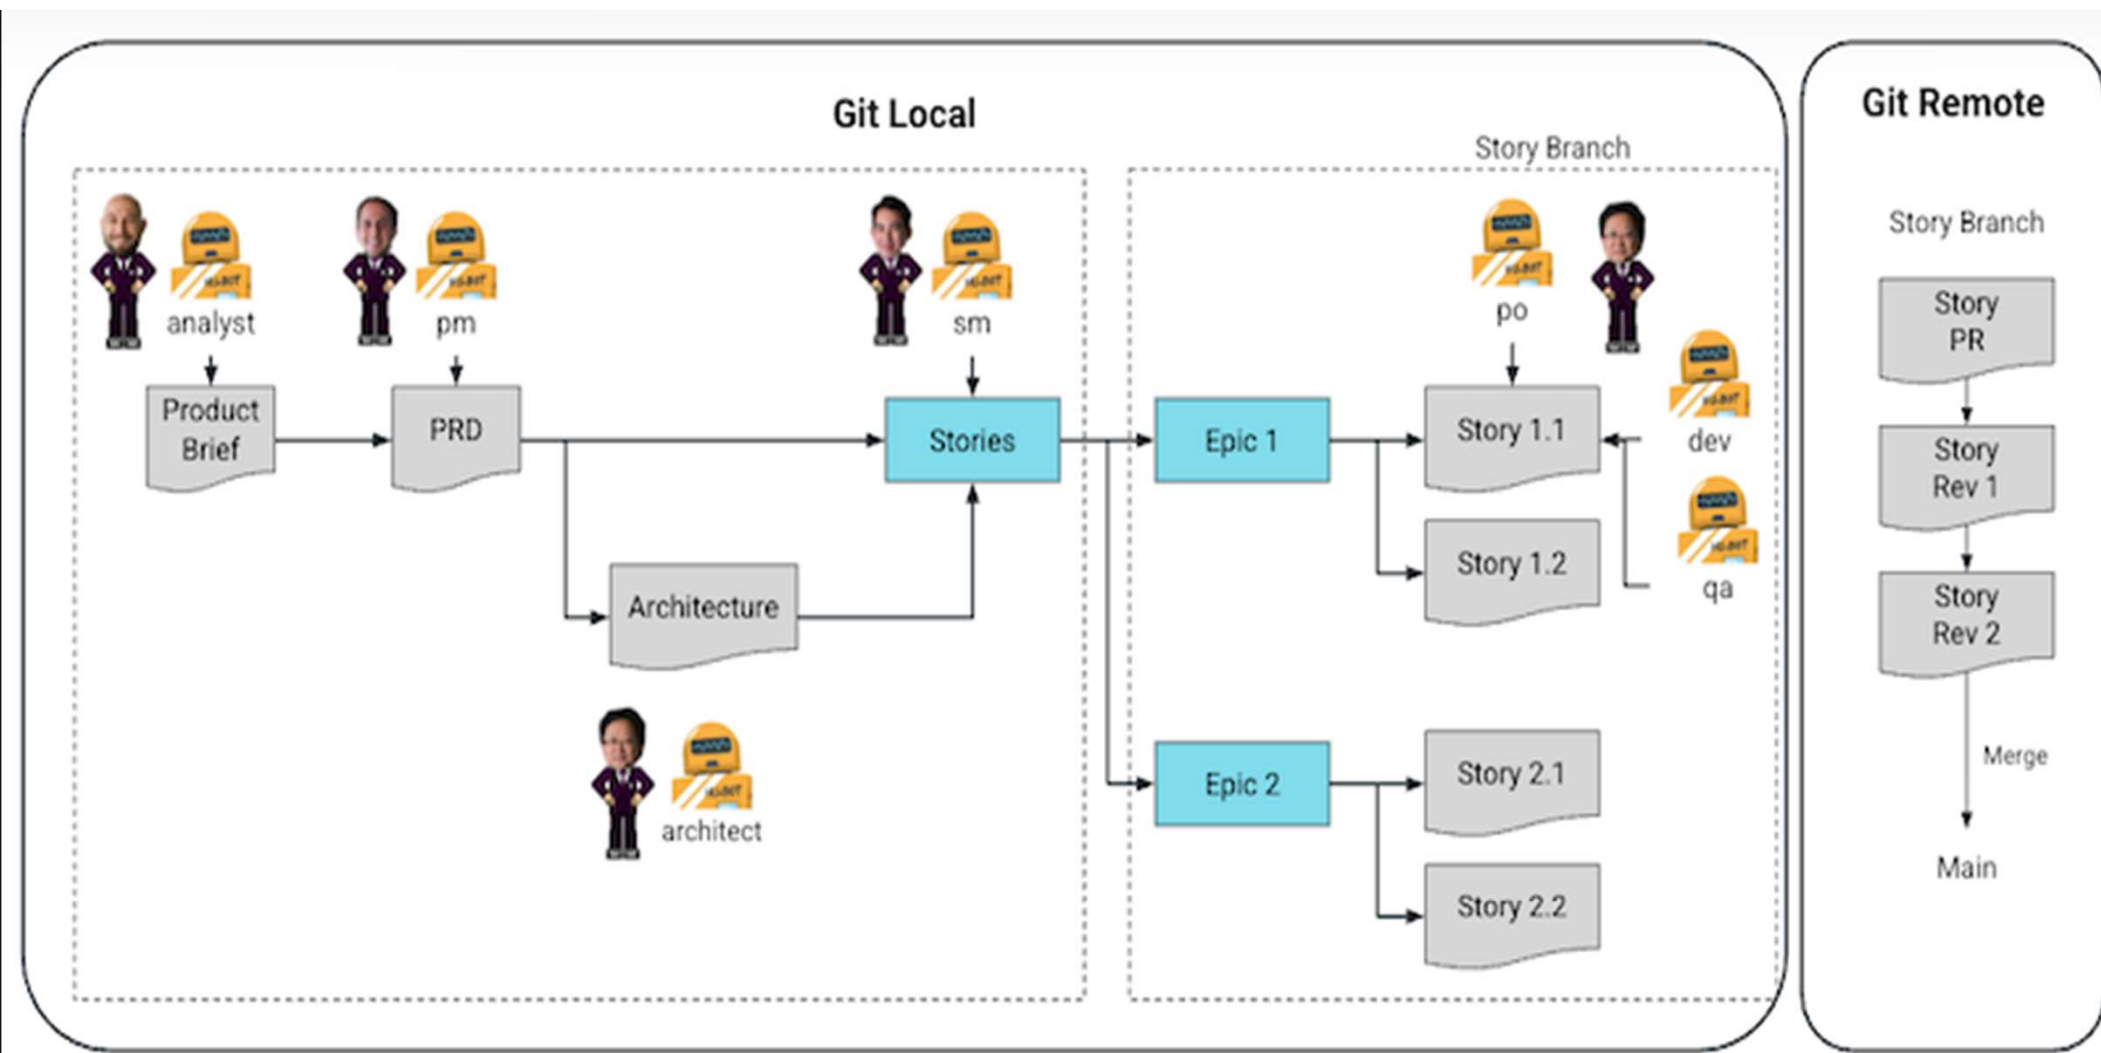 Git Local
Git Remote
Story Branch
Story Branch
analyst
pm
sm
po
dev
qa
architect
Product
Brief
PRD
Stories
Architecture
Epic 1
Story 1.1
Story 1.2
Epic 2
Story 2.1
Story 2.2
Story
PR
Story
Rev 1
Story
Rev 2
Merge
Main